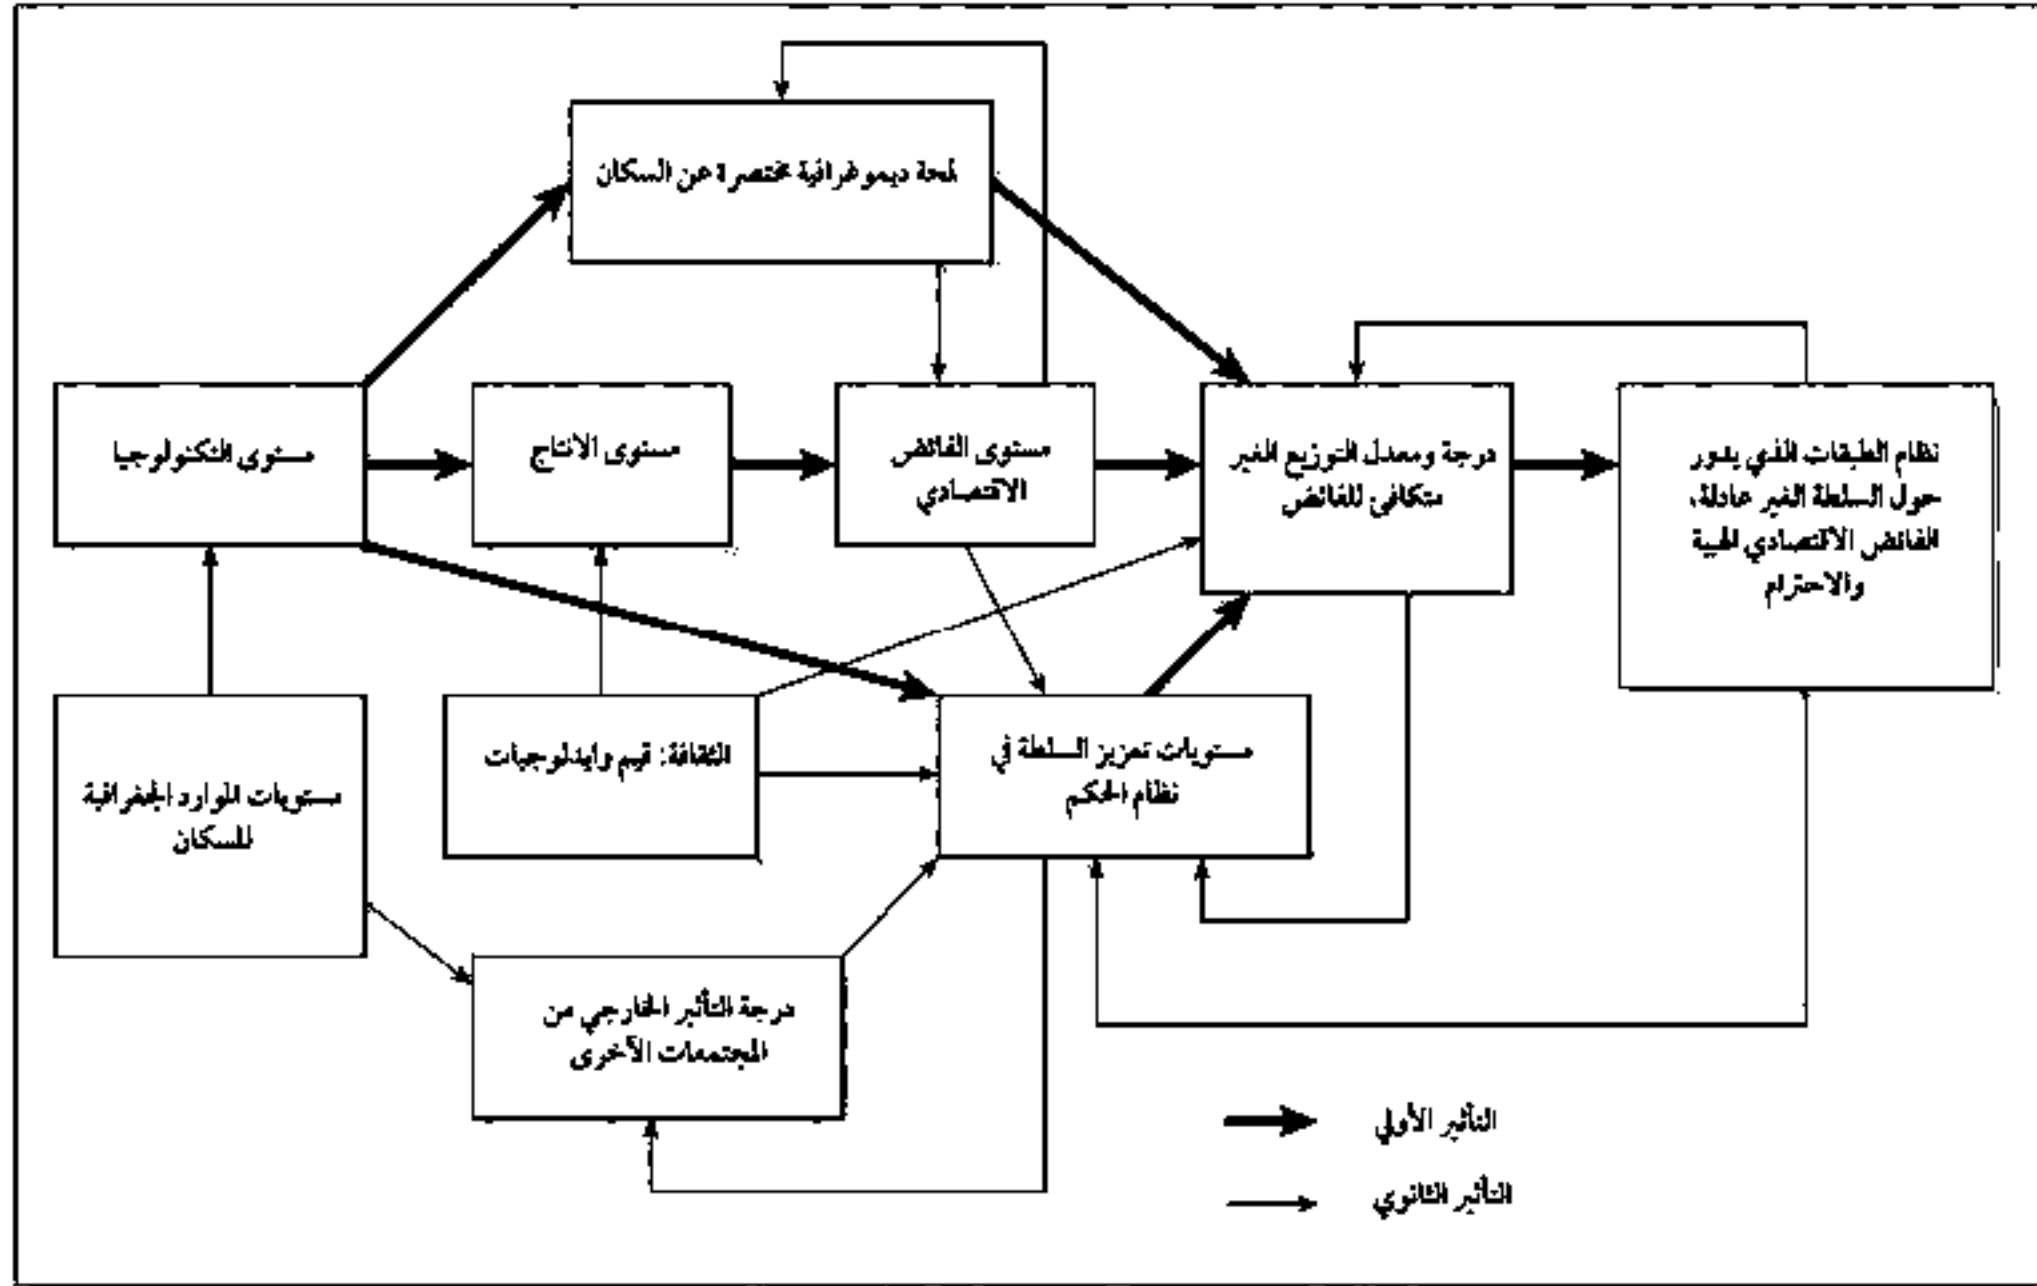 لمحة ديموغرافية مختصرة عن السكان
نظام الطبقات الذي يدور
حول السلطة الغير عادلة،
الفائض الاقتصادي الهيبة
والاحترام
درجة ومعدل التوزيع الغير
متكافئ للفائض
مستوى الفائض
الاقتصادي
مستوى الانتاج
مستوى التكنولوجيا
مستويات تعزيز السلطة في
نظام الحكم
الثقافة: قيم وايدلوجيات
مستويات الموارد الجغرافية
للسكان
درجة التأثير الخارجي من
المجتمعات الآخرى
التأثير الأولي
التأثير الثانوي